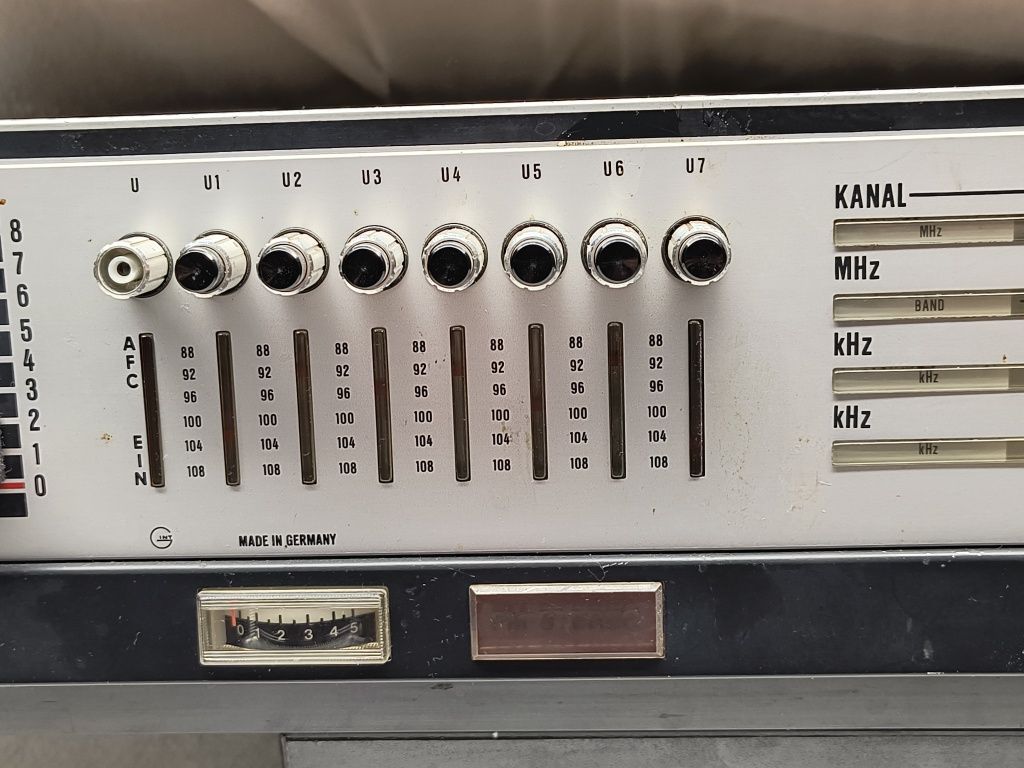 U U1 U2 U3 U4 U5 U6 U7
8
7
6
5
4
3
2
1
0
AFC
EIN
88 88 88 88 88 88 88
92 92 92 92 92 92 92
96 96 96 96 96 96 96
100 100 100 100 100 100 100
104 104 104 104 104 104 104
108 108 108 108 108 108 108
KANAL
MHz
MHz
BAND
kHz
kHz
kHz
kHz
INT
MADE IN GERMANY
0 1 2 3 4 5